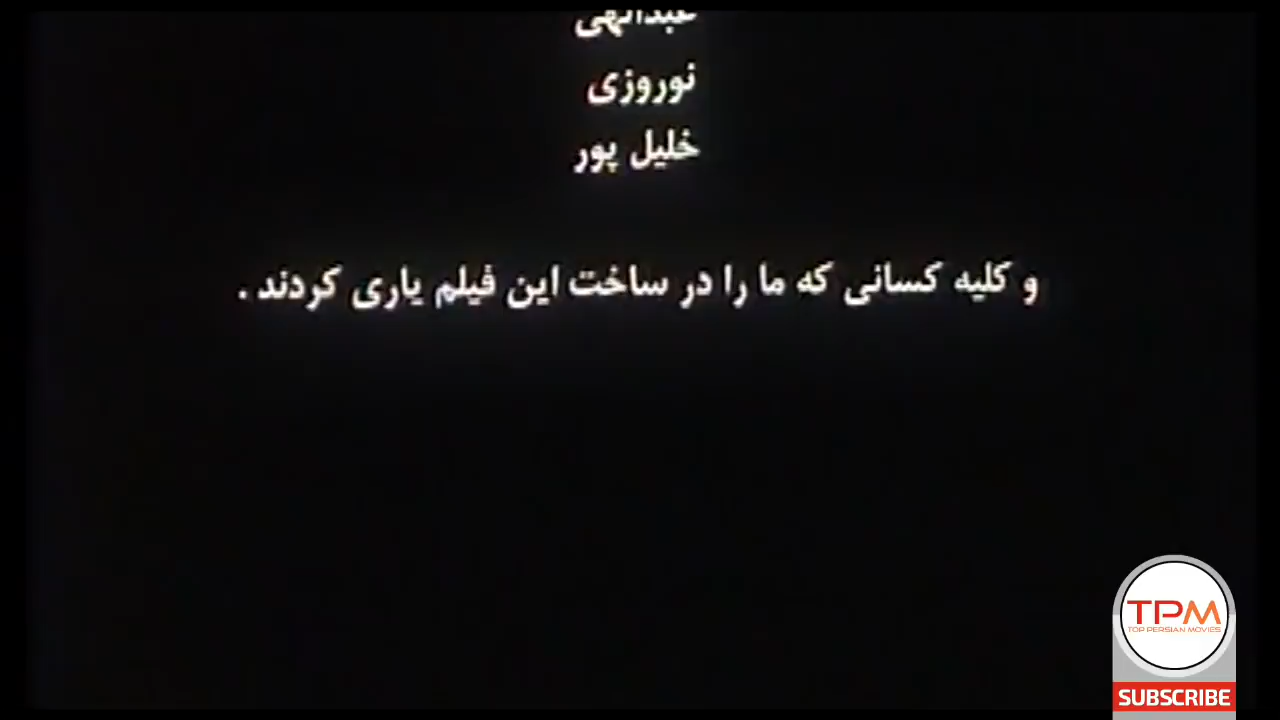 عبدالهی
نوروزی
خلیل پور
و کلیه کسانی که ما را در ساخت این فیلم یاری کردند .
TPM
TOP PERSIAN MOVIES
SUBSCRIBE